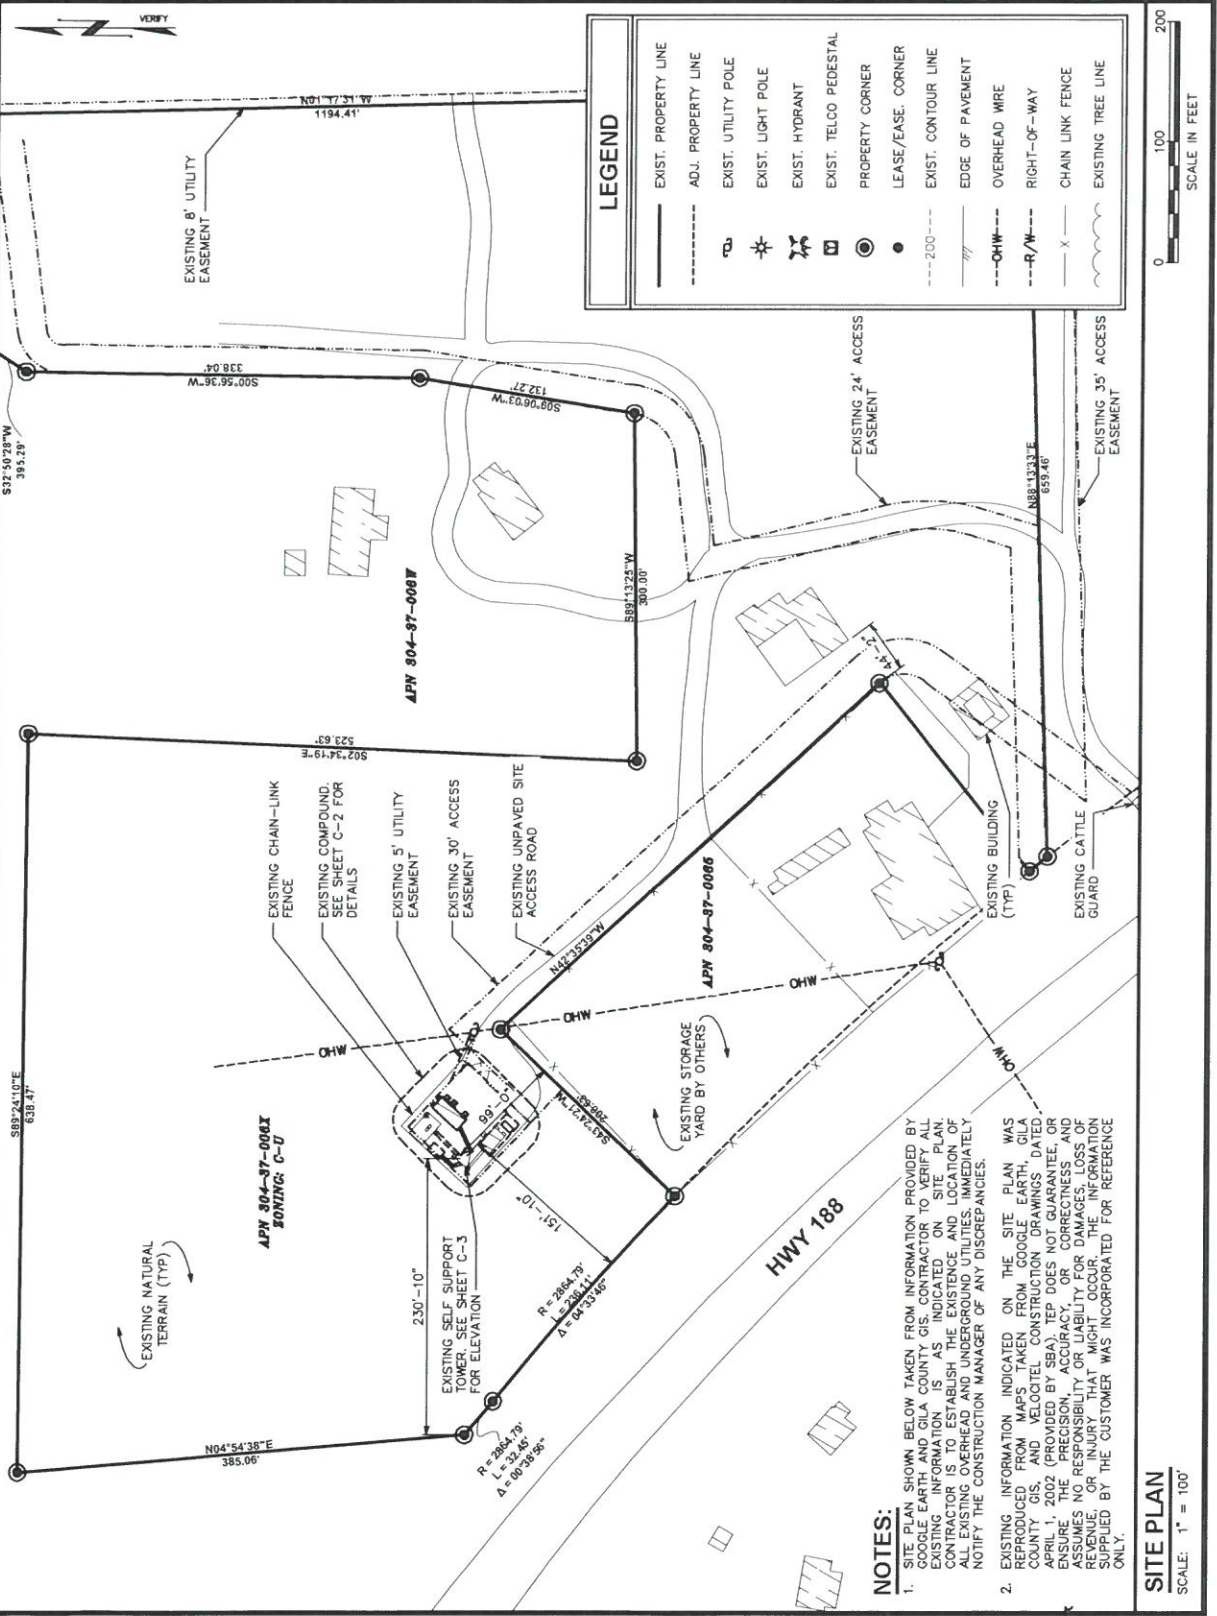 VERIFY
S32°50'28"W
395.29'
N01°17'31"W
1194.41'
EXISTING 8' UTILITY
EASEMENT
S00°56'36"W
338.04'
S09°06'03"W
132.27'
S89°13'25"W
300.00'
S02°34'19"E
523.63'
S89°24'10"E
638.47'
N04°54'38"E
385.06'
APN 304-37-006W
APN 304-37-006X
ZONING: C-U
EXISTING NATURAL
TERRAIN (TYP)
EXISTING CHAIN-LINK
FENCE
EXISTING COMPOUND.
SEE SHEET C-2 FOR
DETAILS
EXISTING 5' UTILITY
EASEMENT
EXISTING 30' ACCESS
EASEMENT
EXISTING UNPAVED SITE
ACCESS ROAD
N42°35'39"W
OHW
OHW
OHW
OHW
99'-0"
151'-10"
230'-10"
EXISTING SELF SUPPORT
TOWER. SEE SHEET C-3
FOR ELEVATION
R = 2864.79'
L = 236.11'
Δ = 04°33'46"
R = 2864.79'
L = 32.45'
Δ = 00°38'56"
EXISTING STORAGE
YARD BY OTHERS
HWY 188
EXISTING 24' ACCESS
EASEMENT
EXISTING 35' ACCESS
EASEMENT
N88°13'33"E
659.46'
EXISTING BUILDING
(TYP)
EXISTING CATTLE
GUARD
LEGEND
EXIST. PROPERTY LINE
ADJ. PROPERTY LINE
EXIST. UTILITY POLE
EXIST. LIGHT POLE
EXIST. HYDRANT
EXIST. TELCO PEDESTAL
PROPERTY CORNER
LEASE/EASE. CORNER
200 EXIST. CONTOUR LINE
EDGE OF PAVEMENT
OHW OVERHEAD WIRE
R/W RIGHT-OF-WAY
X CHAIN LINK FENCE
EXISTING TREE LINE
NOTES:
1. SITE PLAN SHOWN BELOW TAKEN FROM INFORMATION PROVIDED BY
GOOGLE EARTH AND GILA COUNTY GIS. CONTRACTOR TO VERIFY ALL
EXISTING INFORMATION IS AS INDICATED ON SITE PLAN.
CONTRACTOR IS TO ESTABLISH THE EXISTENCE AND LOCATION OF
ALL EXISTING OVERHEAD AND UNDERGROUND UTILITIES. IMMEDIATELY
NOTIFY THE CONSTRUCTION MANAGER OF ANY DISCREPANCIES.
2. EXISTING INFORMATION INDICATED ON THE SITE PLAN WAS
REPRODUCED FROM MAPS TAKEN FROM GOOGLE EARTH, GILA
COUNTY GIS, AND VELOCITEL CONSTRUCTION DRAWINGS DATED
APRIL 1, 2002 (PROVIDED BY SBA). TEP DOES NOT GUARANTEE, OR
ENSURE THE PRECISION, ACCURACY, OR CORRECTNESS AND
ASSUMES NO RESPONSIBILITY OR LIABILITY FOR DAMAGES, LOSS OF
REVENUE, OR INJURY THAT MIGHT OCCUR. THE INFORMATION
SUPPLIED BY THE CUSTOMER WAS INCORPORATED FOR REFERENCE
ONLY.
SITE PLAN
SCALE: 1" = 100'
0 100 200
SCALE IN FEET